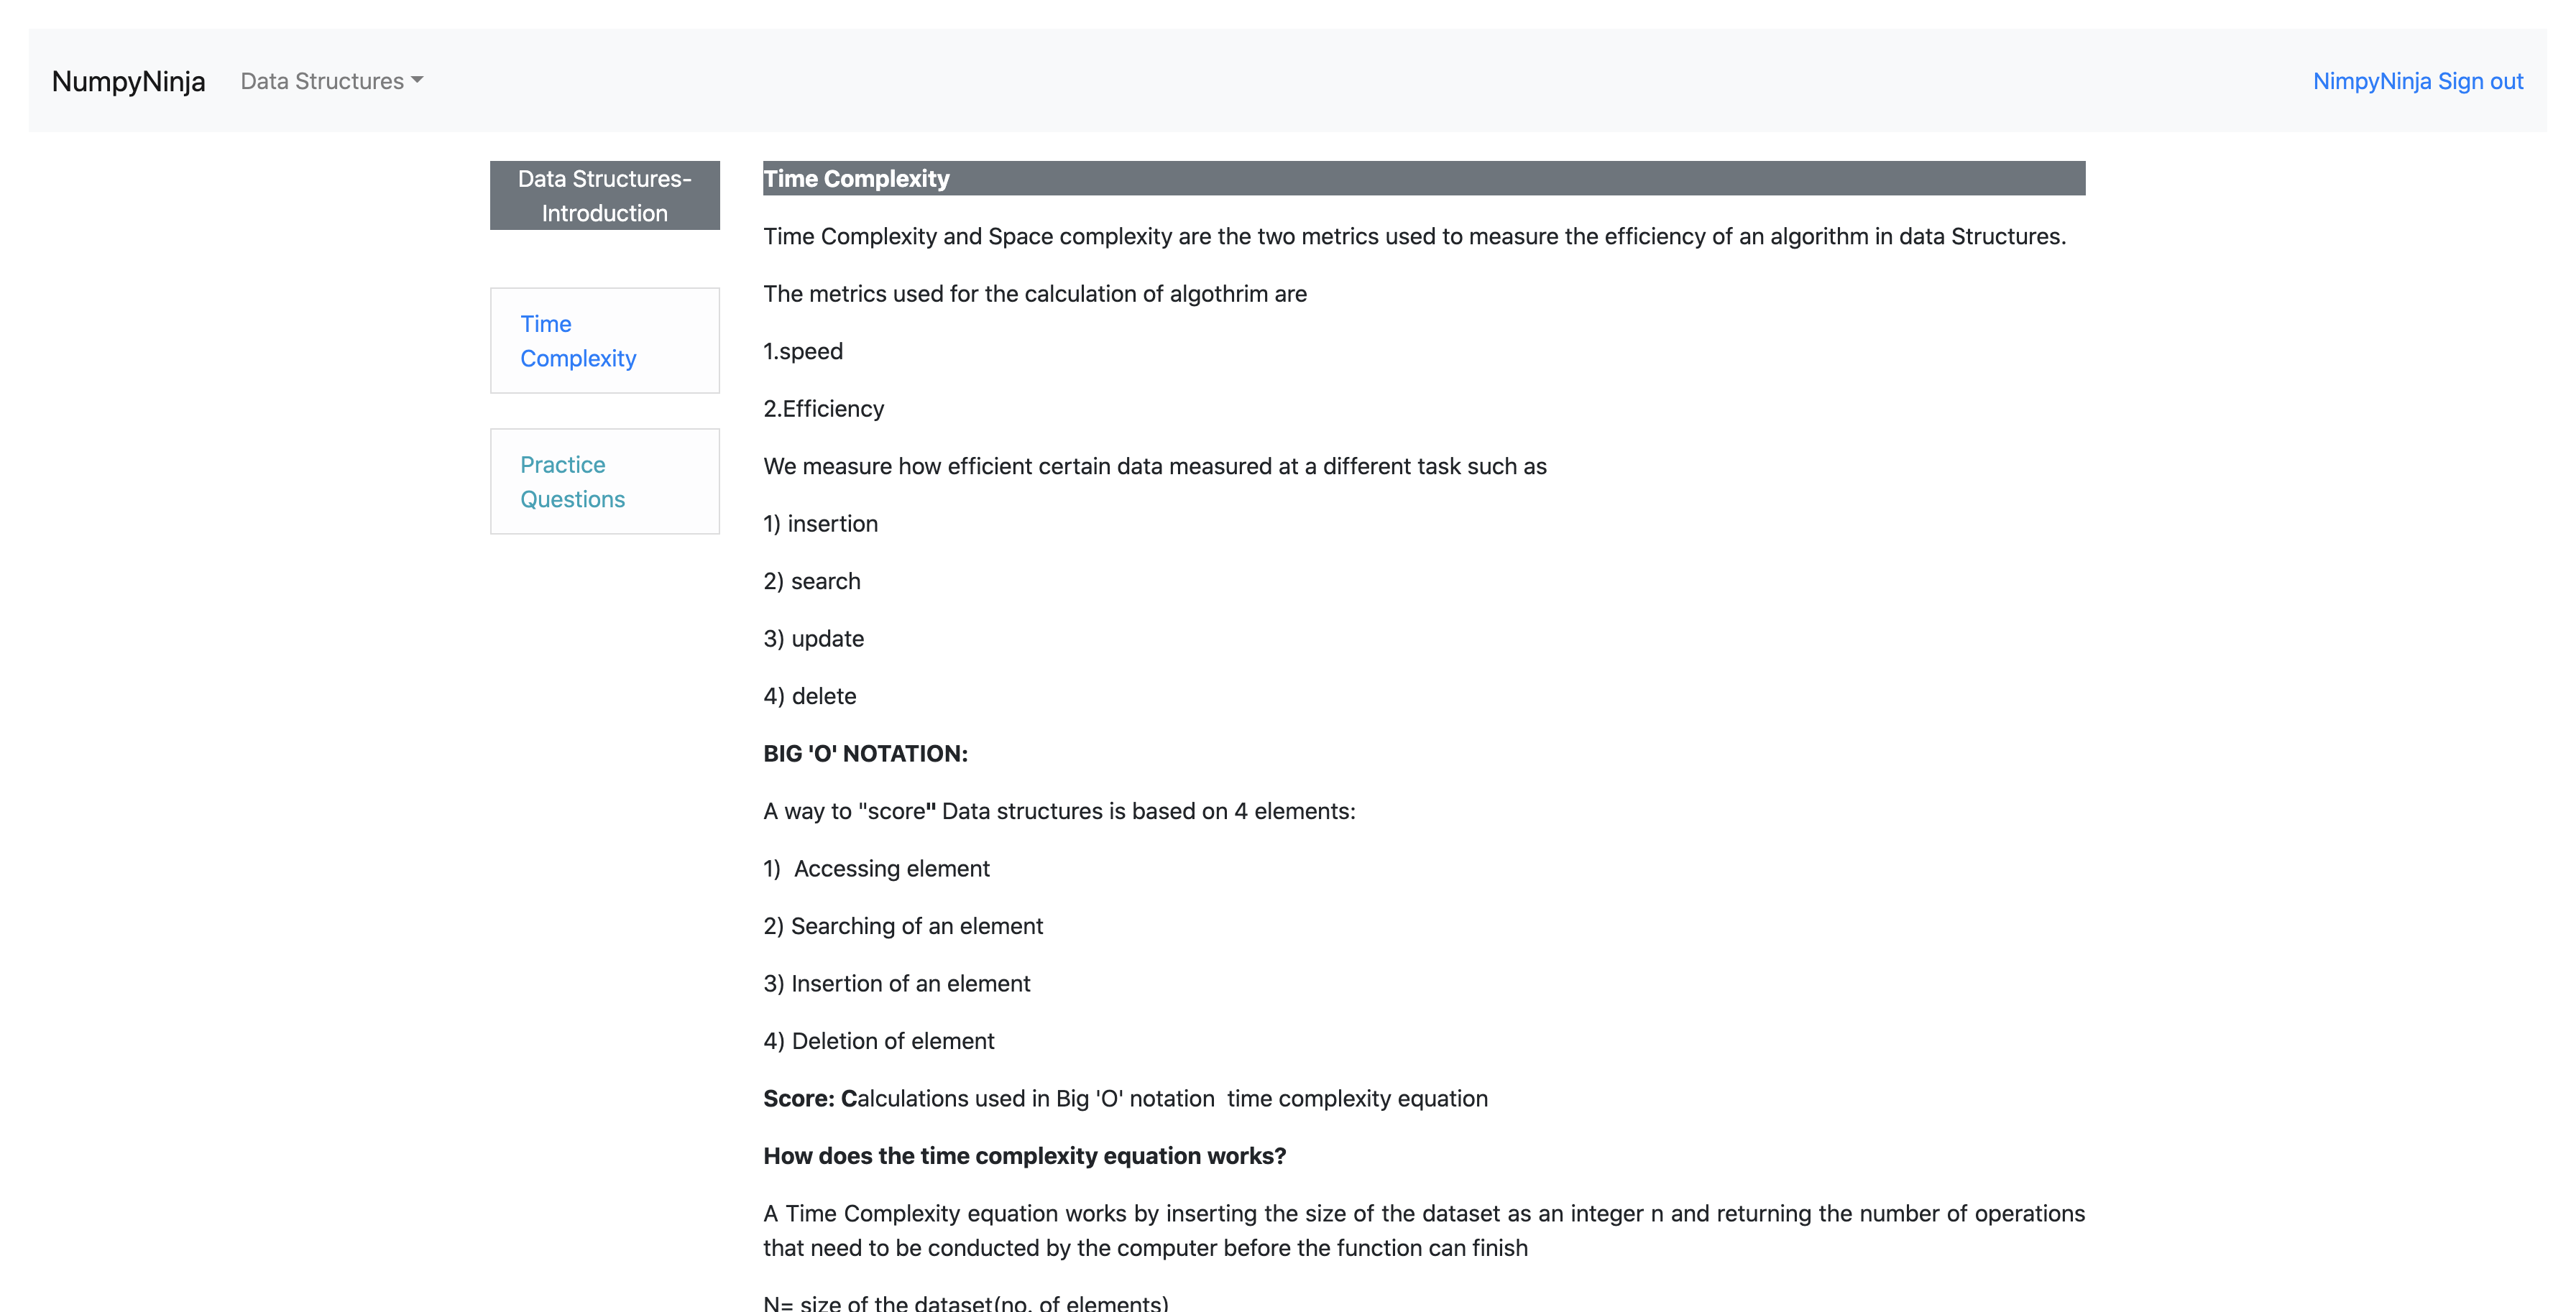 NumpyNinja Data Structures NimpyNinja Sign out
Data Structures-
Introduction
Time
Complexity
Practice
Questions
Time Complexity
Time Complexity and Space complexity are the two metrics used to measure the efficiency of an algorithm in data Structures.
The metrics used for the calculation of algothrim are
1.speed
2.Efficiency
We measure how efficient certain data measured at a different task such as
1) insertion
2) search
3) update
4) delete
BIG 'O' NOTATION:
A way to "score" Data structures is based on 4 elements:
1)  Accessing element
2) Searching of an element
3) Insertion of an element
4) Deletion of element
Score: Calculations used in Big 'O' notation  time complexity equation
How does the time complexity equation works?
A Time Complexity equation works by inserting the size of the dataset as an integer n and returning the number of operations
that need to be conducted by the computer before the function can finish
N= size of the dataset(no. of elements)